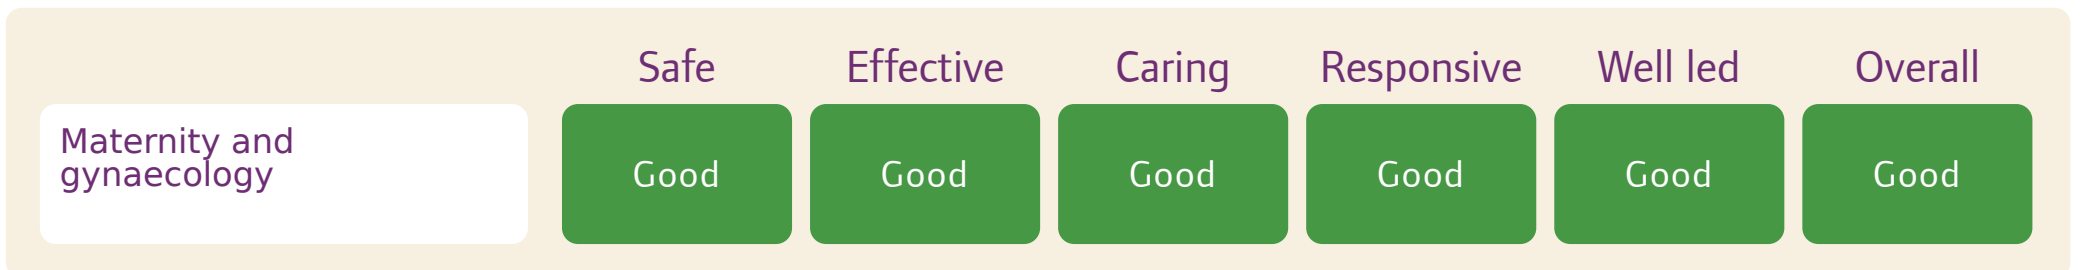 Safe Effective Caring Responsive Well led Overall
Maternity and
gynaecology
Good Good Good Good Good Good